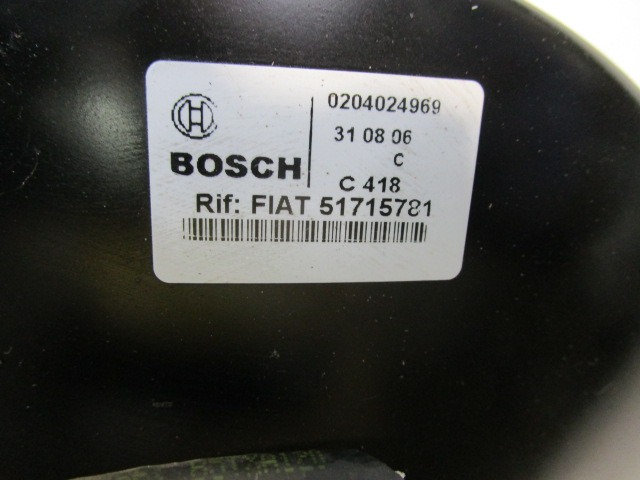 0204024969
31 08 06
C
BOSCH
C 418
Rif: FIAT 51715781